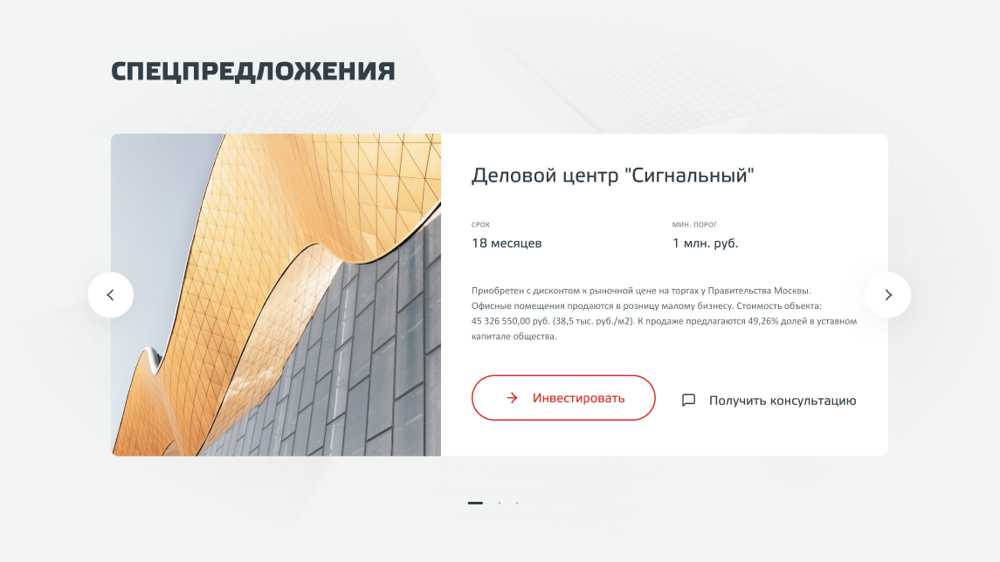 СПЕЦПРЕДЛОЖЕНИЯ
Деловой центр "Сигнальный"
СРОК
18 месяцев
МИН. ПОРОГ
1 млн. руб.
Приобретен с дисконтом к рыночной цене на торгах у Правительства Москвы.
Офисные помещения продаются в розницу малому бизнесу. Стоимость объекта:
45 326 550,00 руб. (38,5 тыс. руб./м2). К продаже предлагаются 49,26% долей в уставном
капитале общества.
Инвестировать
Получить консультацию